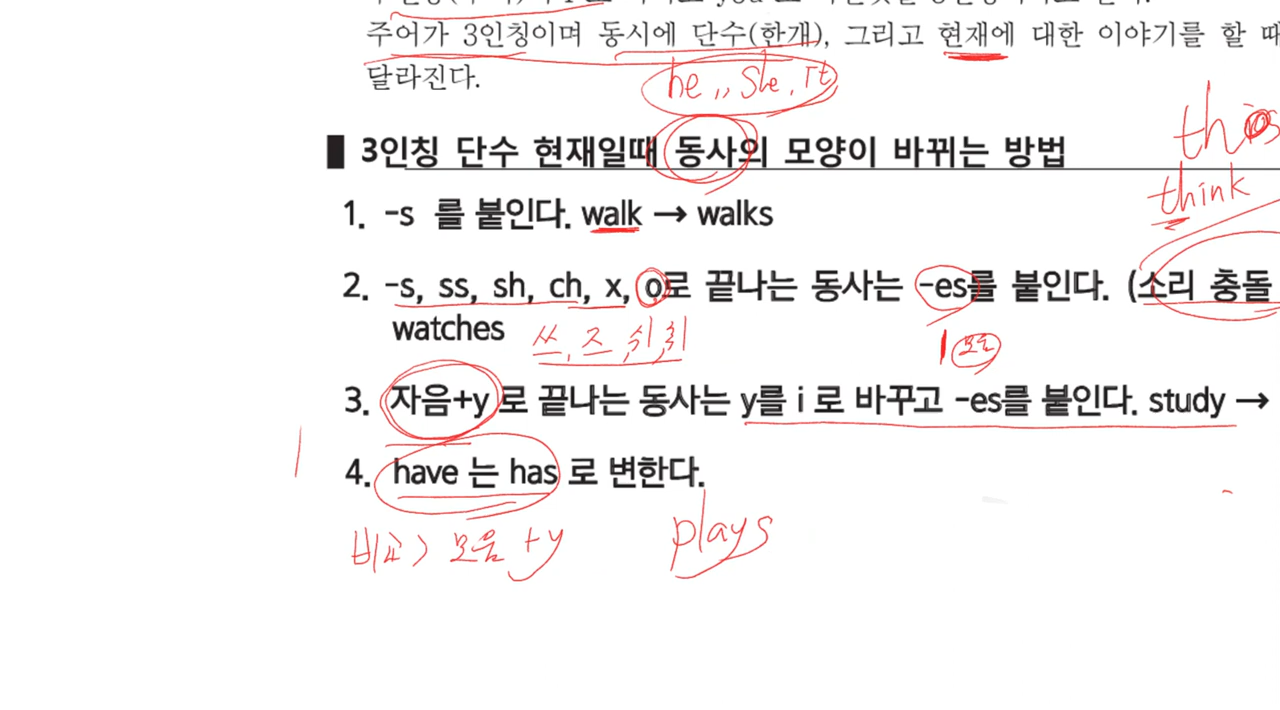 주어가 3인칭이며 동시에 단수(한개), 그리고 현재에 대한 이야기를 할 때
달라진다.
he,, She, It
■ 3인칭 단수 현재일때 동사의 모양이 바뀌는 방법
think
1. -s 를 붙인다. walk → walks
2. -s, ss, sh, ch, x, o로 끝나는 동사는 -es를 붙인다. (소리 충돌
watches
쓰, 즈, 쉬, 취
모음
3. 자음+y 로 끝나는 동사는 y를 i 로 바꾸고 -es를 붙인다. study →
4. have 는 has 로 변한다.
비교> 모음 +y plays